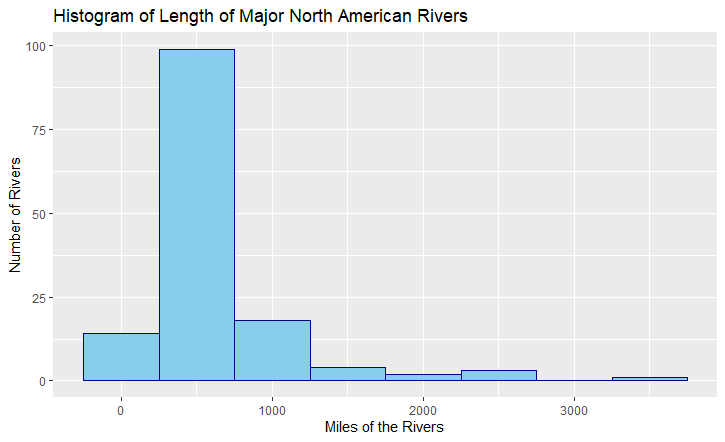 Histogram of Length of Major North American Rivers
Number of Rivers
100
75
50
25
0
0 1000 2000 3000
Miles of the Rivers